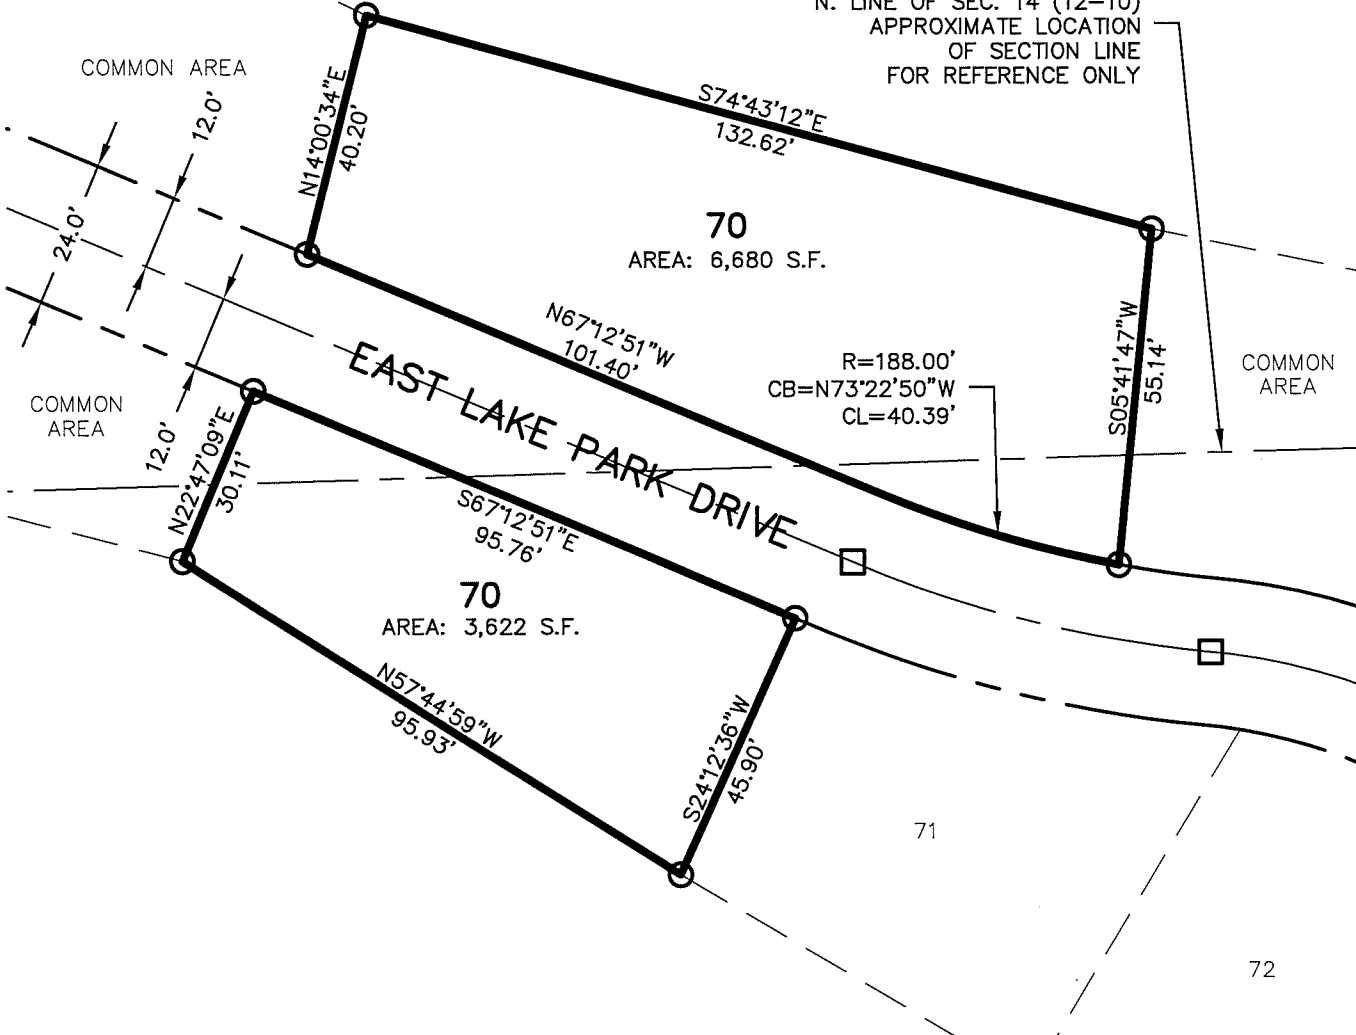 N. LINE OF SEC. 14 (12-10)
APPROXIMATE LOCATION
OF SECTION LINE
FOR REFERENCE ONLY
COMMON AREA
12.0'
24.0'
N14°00'34"E
40.20'
S74°43'12"E
132.62'
70
AREA: 6,680 S.F.
N67°12'51"W
101.40'
R=188.00'
CB=N73°22'50"W
CL=40.39'
S05°41'47"W
55.14'
COMMON
AREA
EAST LAKE PARK DRIVE
COMMON
AREA
12.0'
N22°47'09"E
30.11'
S67°12'51"E
95.76'
70
AREA: 3,622 S.F.
N57°44'59"W
95.93'
S24°12'36"W
45.90'
71
72